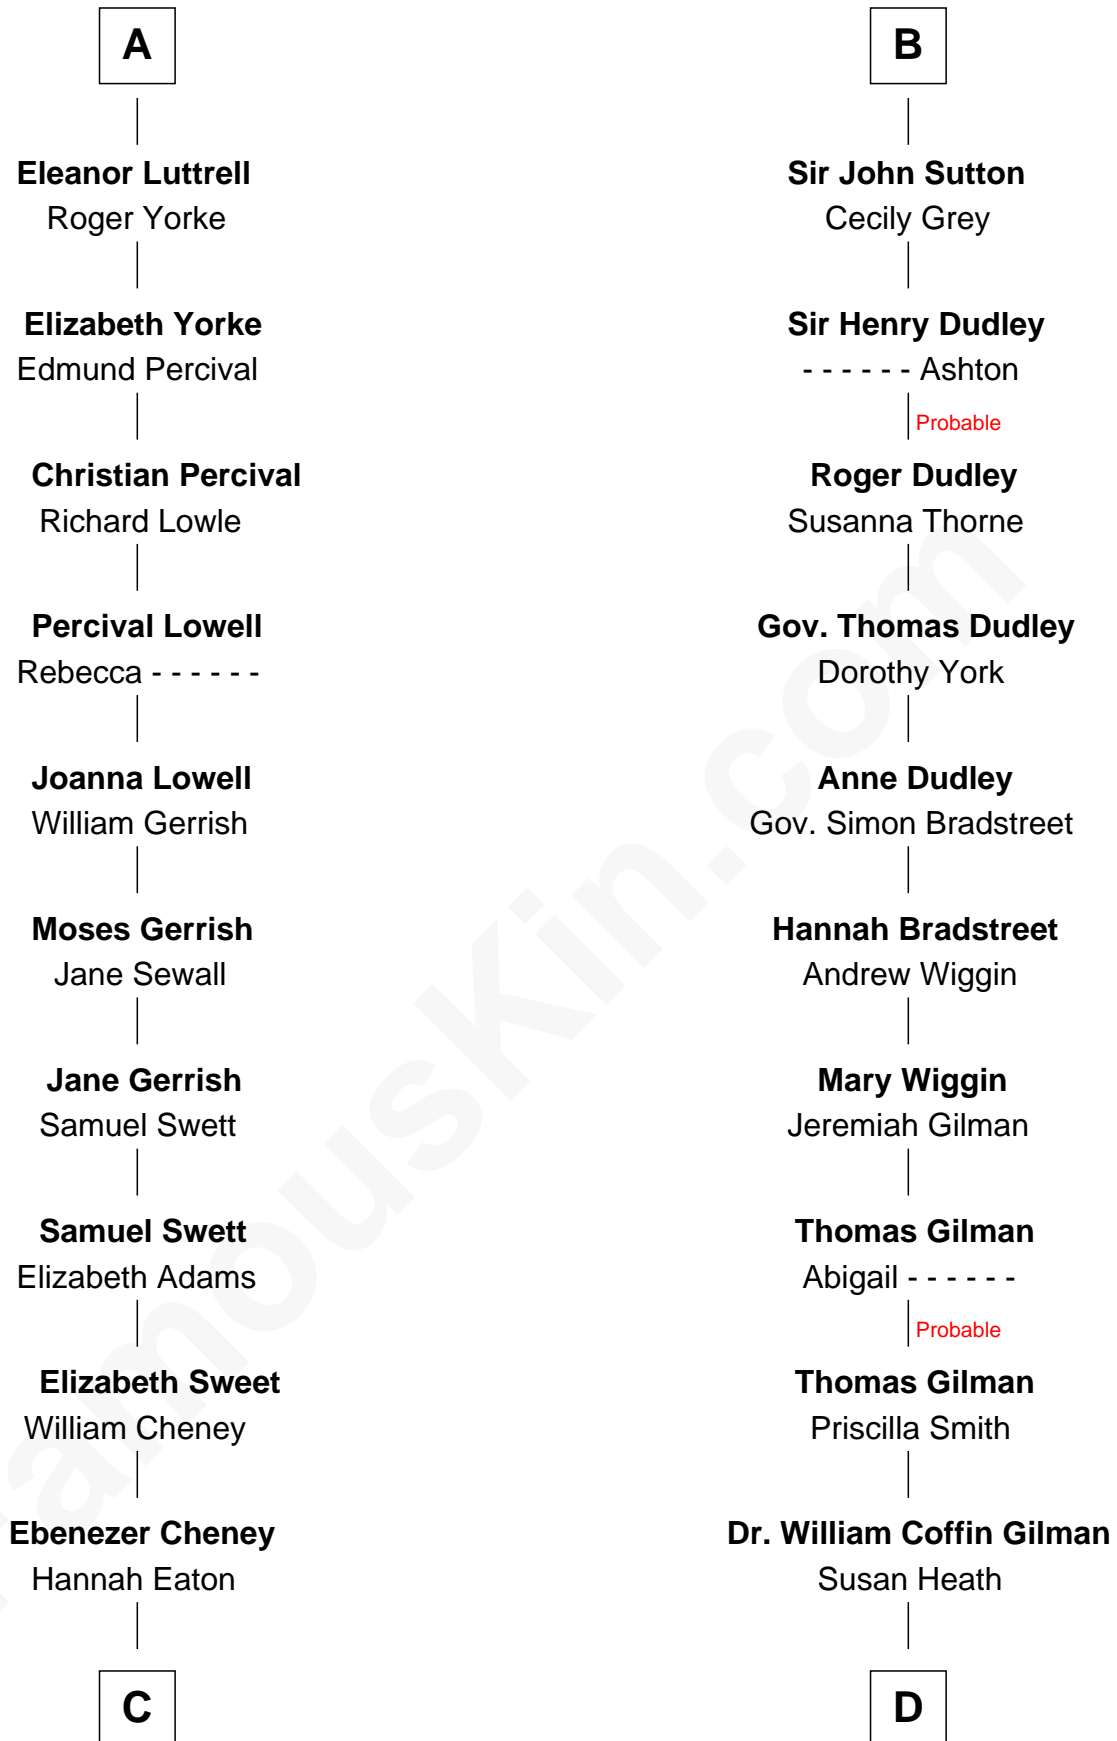 A
Eleanor Luttrell
Roger Yorke
Elizabeth Yorke
Edmund Percival
Christian Percival
Richard Lowle
Percival Lowell
Rebecca - - - - - -
Joanna Lowell
William Gerrish
Moses Gerrish
Jane Sewall
Jane Gerrish
Samuel Swett
Samuel Swett
Elizabeth Adams
Elizabeth Sweet
William Cheney
Ebenezer Cheney
Hannah Eaton
C
B
Sir John Sutton
Cecily Grey
Sir Henry Dudley
- - - - - - Ashton
Probable
Roger Dudley
Susanna Thorne
Gov. Thomas Dudley
Dorothy York
Anne Dudley
Gov. Simon Bradstreet
Hannah Bradstreet
Andrew Wiggin
Mary Wiggin
Jeremiah Gilman
Thomas Gilman
Abigail - - - - - -
Probable
Thomas Gilman
Priscilla Smith
Dr. William Coffin Gilman
Susan Heath
D
FamousKin.com